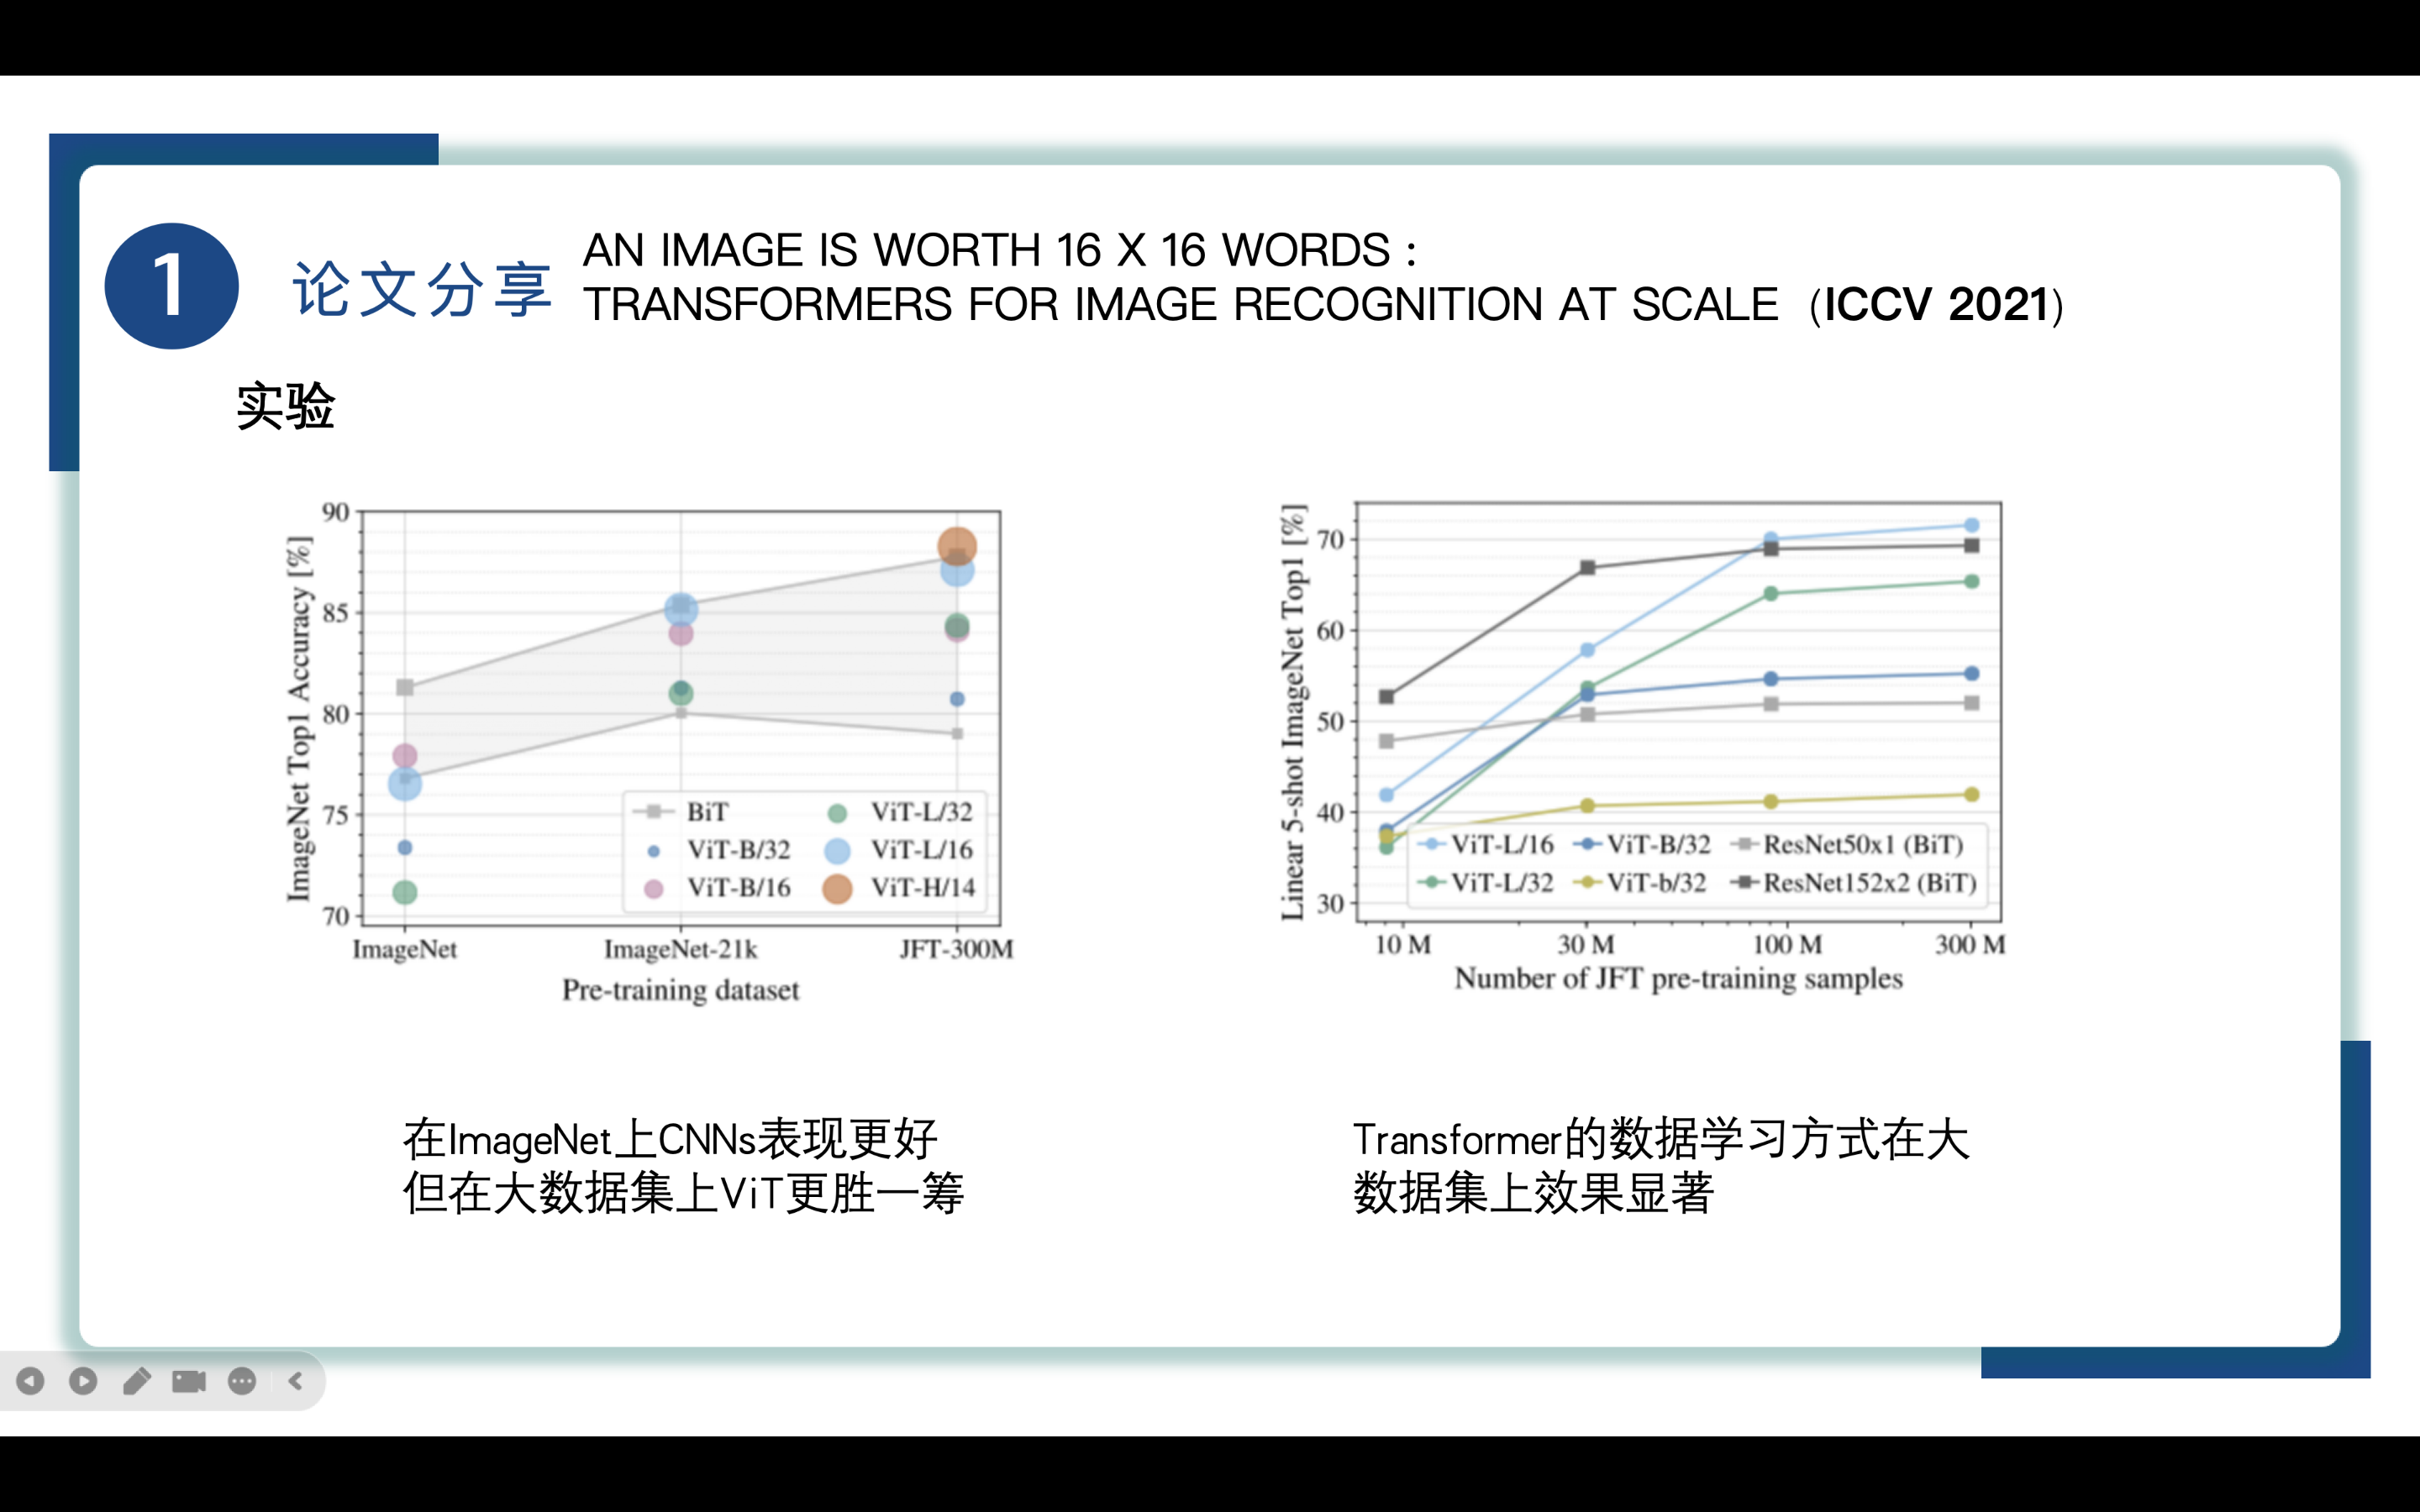 1
论文分享
AN IMAGE IS WORTH 16 X 16 WORDS :
TRANSFORMERS FOR IMAGE RECOGNITION AT SCALE（ICCV 2021）
实验
ImageNet Top1 Accuracy [%]
90
85
80
75
70
BiT
ViT-B/32
ViT-B/16
ViT-L/32
ViT-L/16
ViT-H/14
ImageNet
ImageNet-21k
JFT-300M
Pre-training dataset
在ImageNet上CNNs表现更好
但在大数据集上ViT更胜一筹
Linear 5-shot ImageNet Top1 [%]
70
60
50
40
30
ViT-L/16
ViT-B/32
ResNet50x1 (BiT)
ViT-L/32
ViT-b/32
ResNet152x2 (BiT)
10 M
30 M
100 M
300 M
Number of JFT pre-training samples
Transformer的数据学习方式在大
数据集上效果显著